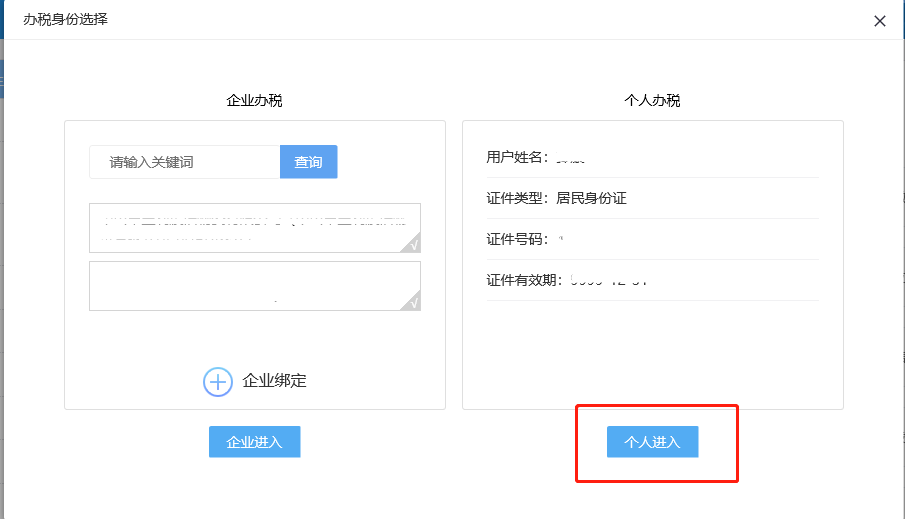 办税身份选择
企业办税
请输入关键词
查询
√
√
企业绑定
企业进入
个人办税
用户姓名：
证件类型：居民身份证
证件号码：
证件有效期：
个人进入